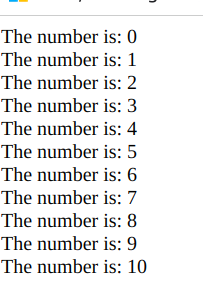 The number is: 0
The number is: 1
The number is: 2
The number is: 3
The number is: 4
The number is: 5
The number is: 6
The number is: 7
The number is: 8
The number is: 9
The number is: 10